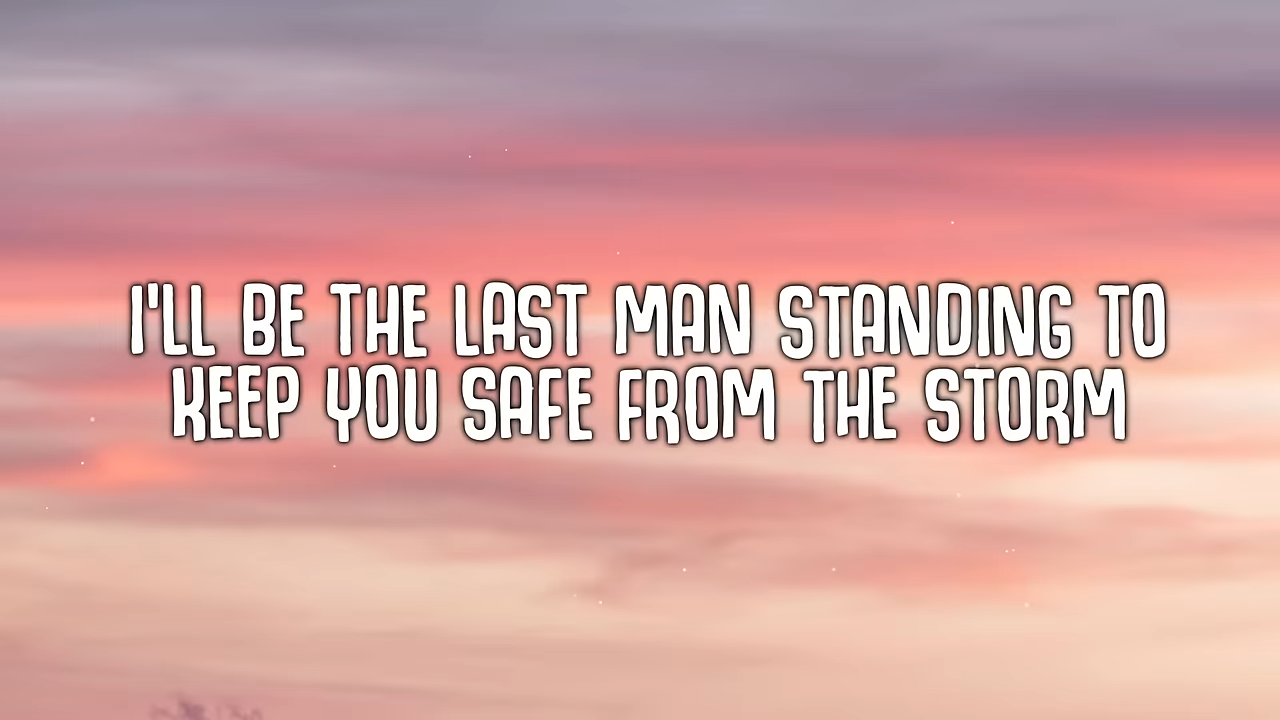 I'LL BE THE LAST MAN STANDING TO
KEEP YOU SAFE FROM THE STORM